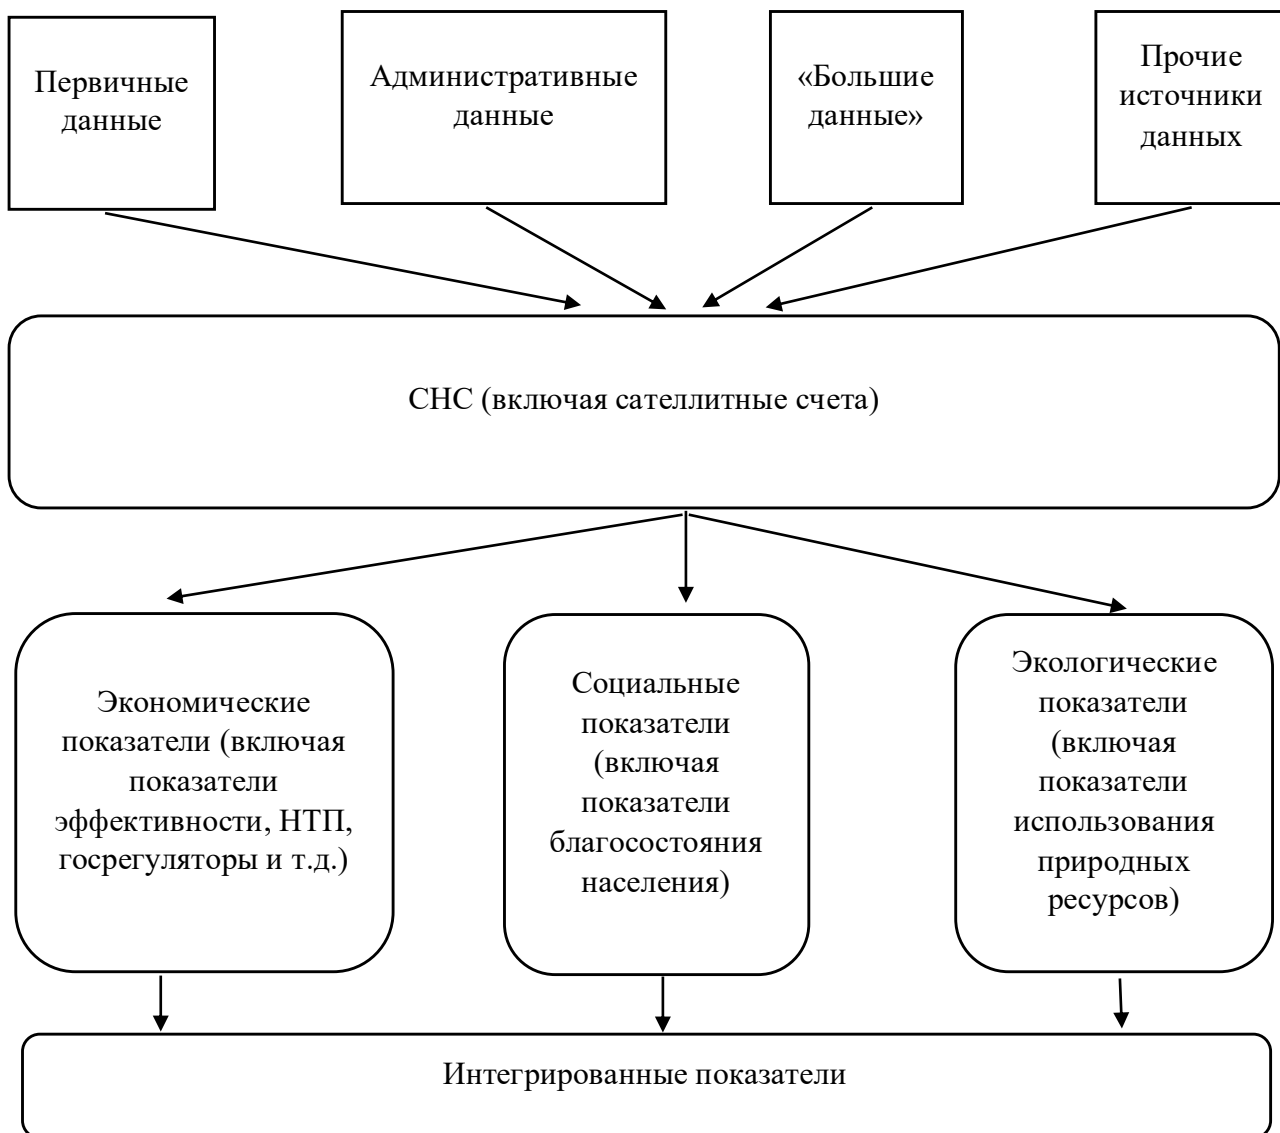 Первичные
данные
Административные
данные
«Большие
данные»
Прочие
источники
данных
СНС (включая сателлитные счета)
Экономические
показатели (включая
показатели
эффективности, НТП,
госрегуляторы и т.д.)
Социальные
показатели
(включая
показатели
благосостояния
населения)
Экологические
показатели
(включая
показатели
использования
природных
ресурсов)
Интегрированные показатели